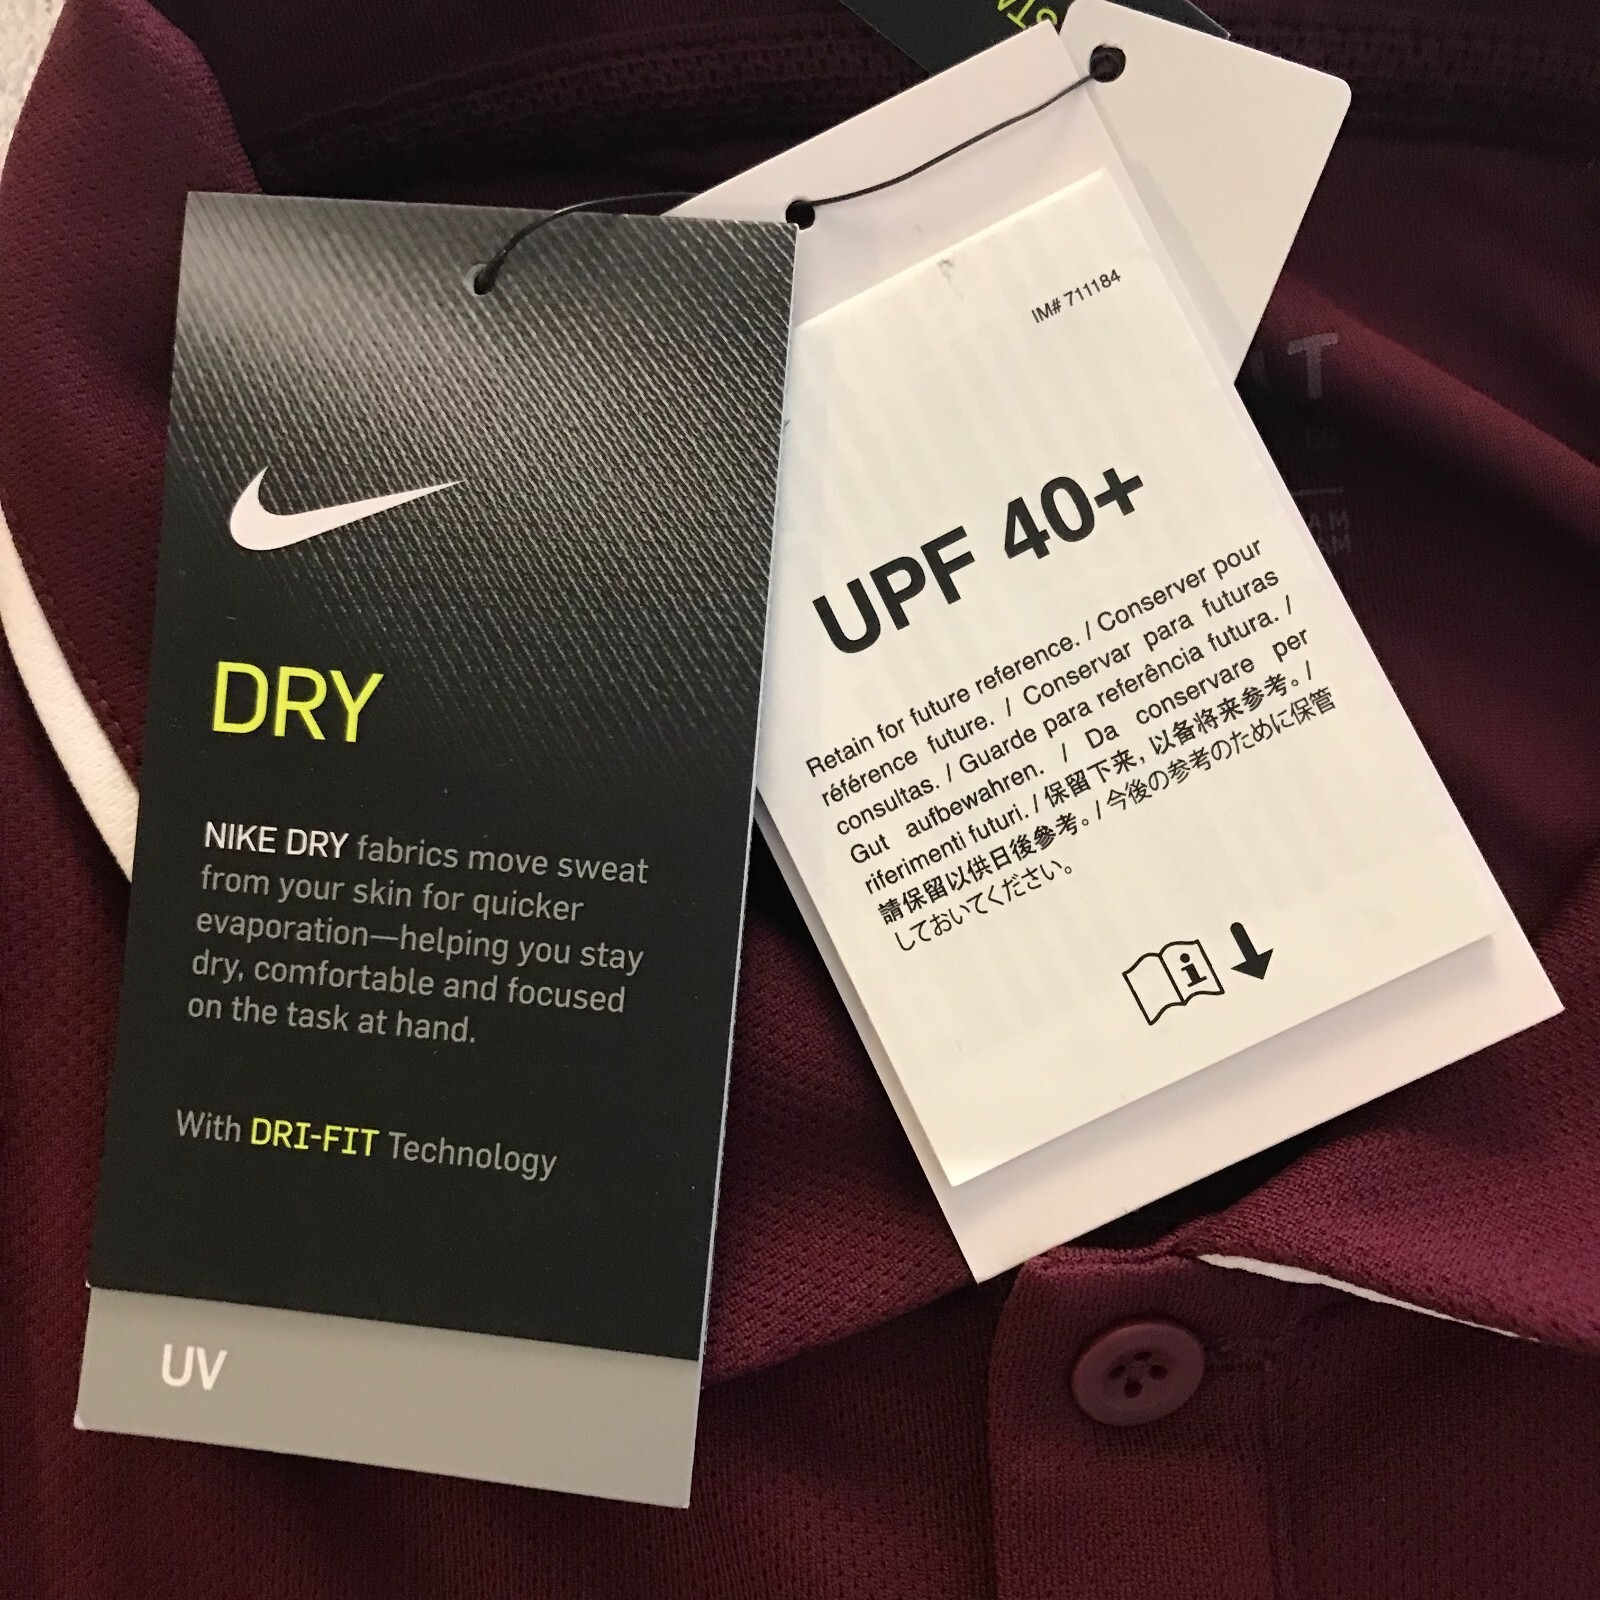 DRY
NIKE DRY fabrics move sweat
from your skin for quicker
evaporation—helping you stay
dry, comfortable and focused
on the task at hand.
With DRI-FIT Technology
UV
IM# 711184
UPF 40+
Retain for future reference. / Conserver pour
référence future. / Conservar para futuras
consultas. / Guarde para referência futura. /
Gut aufbewahren. / Da conservare per
riferimenti futuri. / 保留下来, 以备将来参考。/
請保留以供日後參考。/ 今後の参考のために保管
しておいてください。
i